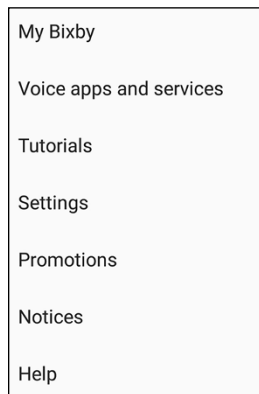 My Bixby
Voice apps and services
Tutorials
Settings
Promotions
Notices
Help